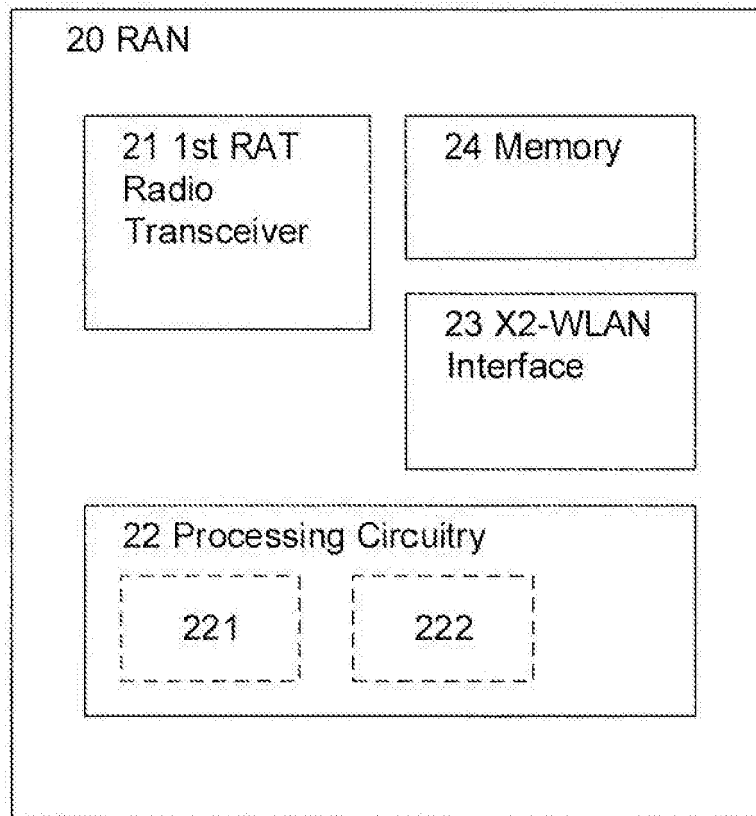 20 RAN
21 1st RAT
Radio
Transceiver
24 Memory
23 X2-WLAN
Interface
22 Processing Circuitry
221
222